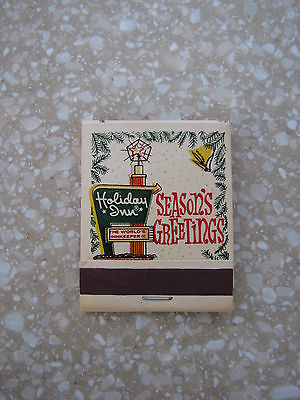 Holiday
Inn
THE WORLD'S
INNKEEPER
SEASON'S
GREETINGS